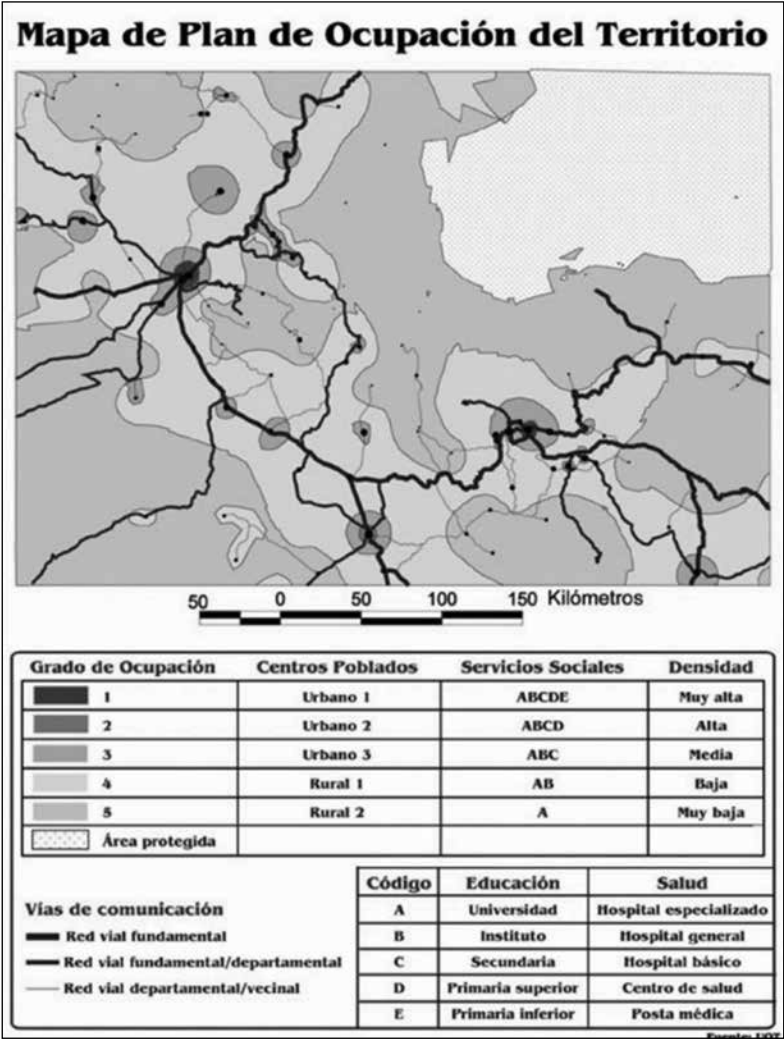 Mapa de Plan de Ocupación del Territorio
50 0 50 100 150 Kilómetros
Grado de Ocupación Centros Poblados Servicios Sociales Densidad
1 Urbano 1 ABCDE Muy alta
2 Urbano 2 ABCD Alta
3 Urbano 3 ABC Media
4 Rural 1 AB Baja
5 Rural 2 A Muy baja
Área protegida
Código Educación Salud
A Universidad Hospital especializado
B Instituto Hospital general
C Secundaria Hospital básico
D Primaria superior Centro de salud
E Primaria inferior Posta médica
Vías de comunicación
Red vial fundamental
Red vial fundamental/departamental
Red vial departamental/vecinal
Fuente: